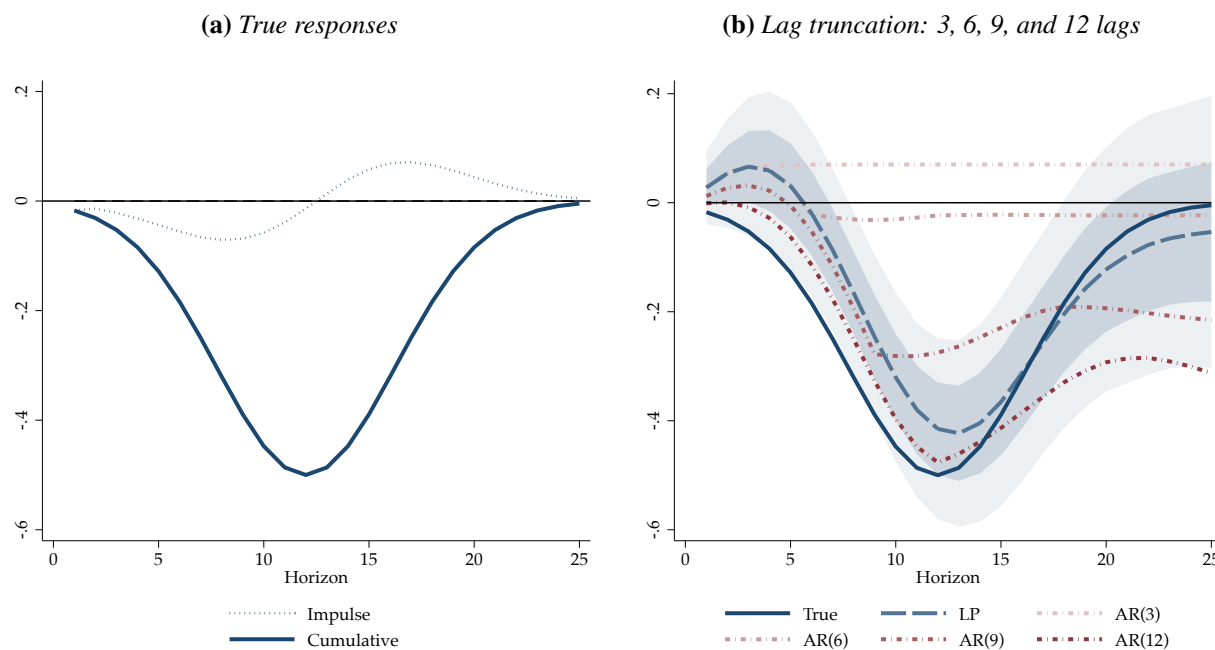 (a) True responses
.2
0
-.2
-.4
-.6
0 5 10 15 20 25
Horizon
Impulse
Cumulative
(b) Lag truncation: 3, 6, 9, and 12 lags
.2
0
-.2
-.4
-.6
0 5 10 15 20 25
Horizon
True LP AR(3)
AR(6) AR(9) AR(12)